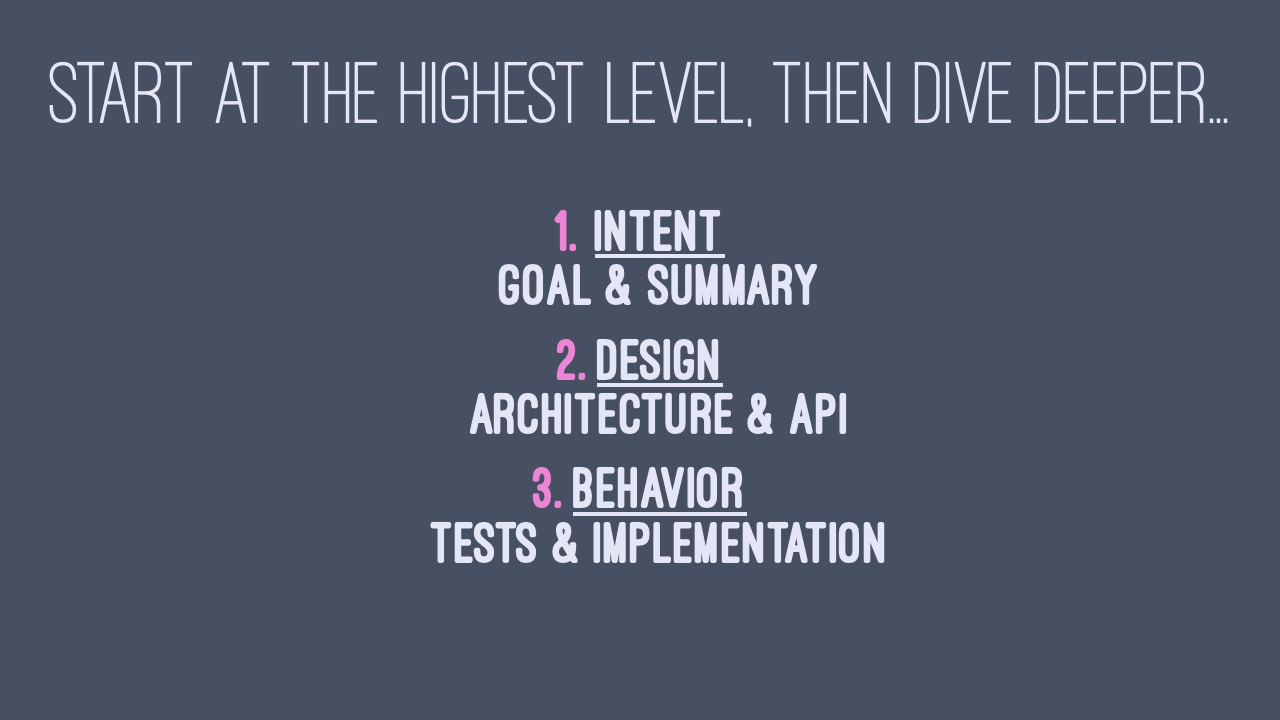 START AT THE HIGHEST LEVEL, THEN DIVE DEEPER...
1. INTENT
GOAL & SUMMARY
2. DESIGN
ARCHITECTURE & API
3. BEHAVIOR
TESTS & IMPLEMENTATION